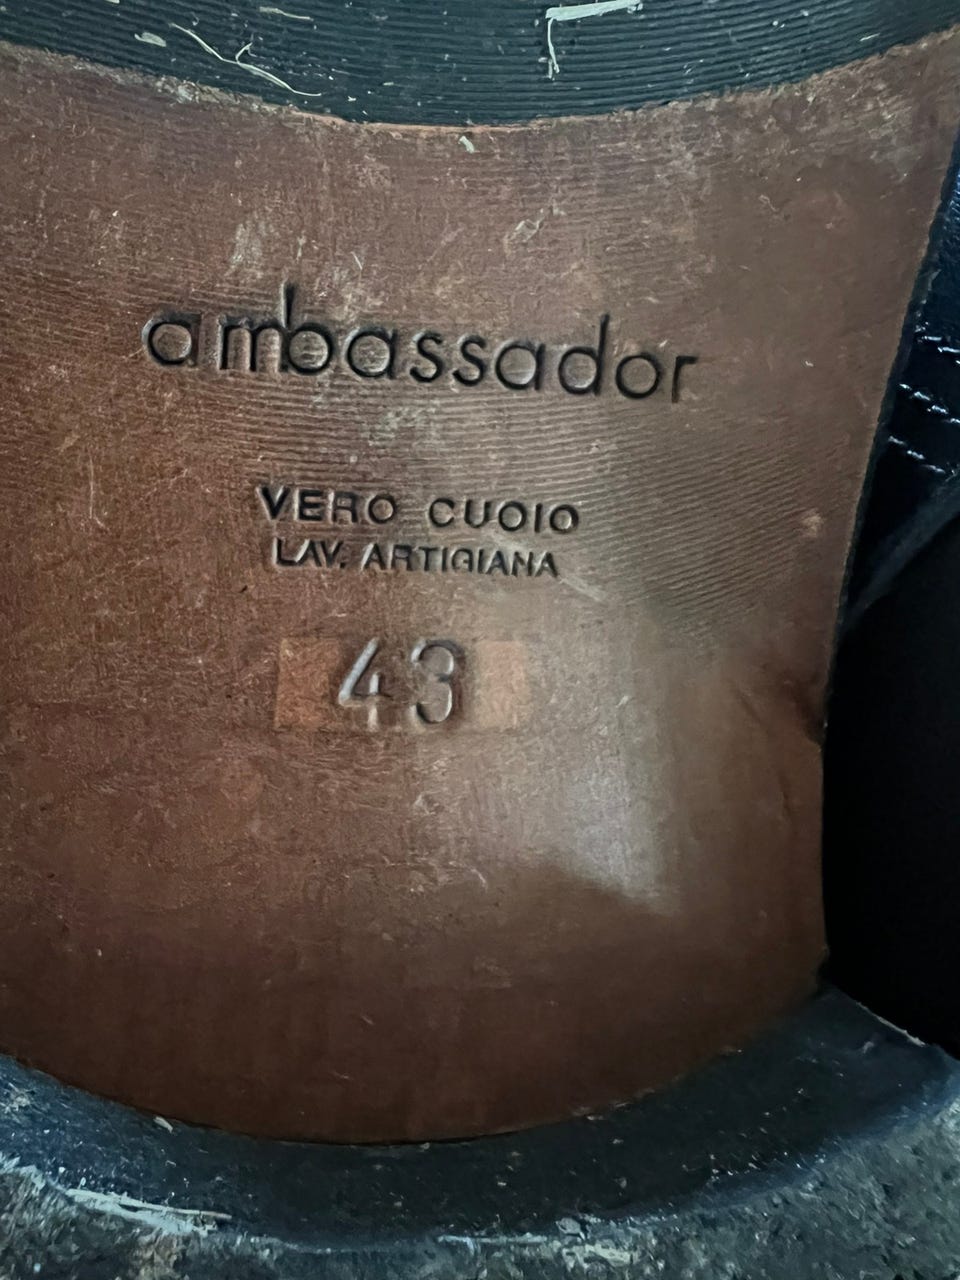 ambassador
VERO CUOIO
LAV. ARTIGIANA
43